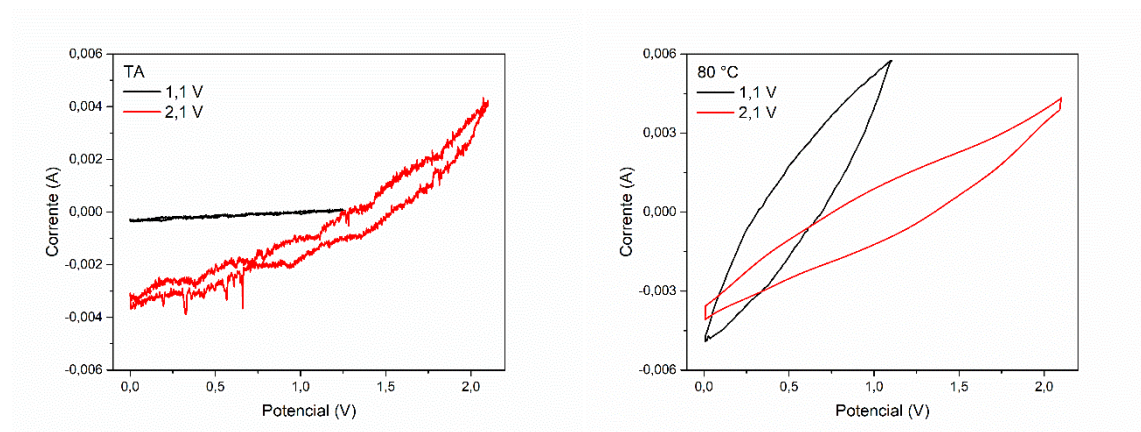 0,006
TA
1,1 V
2,1 V
0,004
0,002
0,000
-0,002
-0,004
-0,006
Corrente (A)
0,0 0,5 1,0 1,5 2,0
Potencial (V)
0,006
80 °C
1,1 V
2,1 V
0,003
0,000
-0,003
-0,006
Corrente (A)
0,0 0,5 1,0 1,5 2,0
Potencial (V)